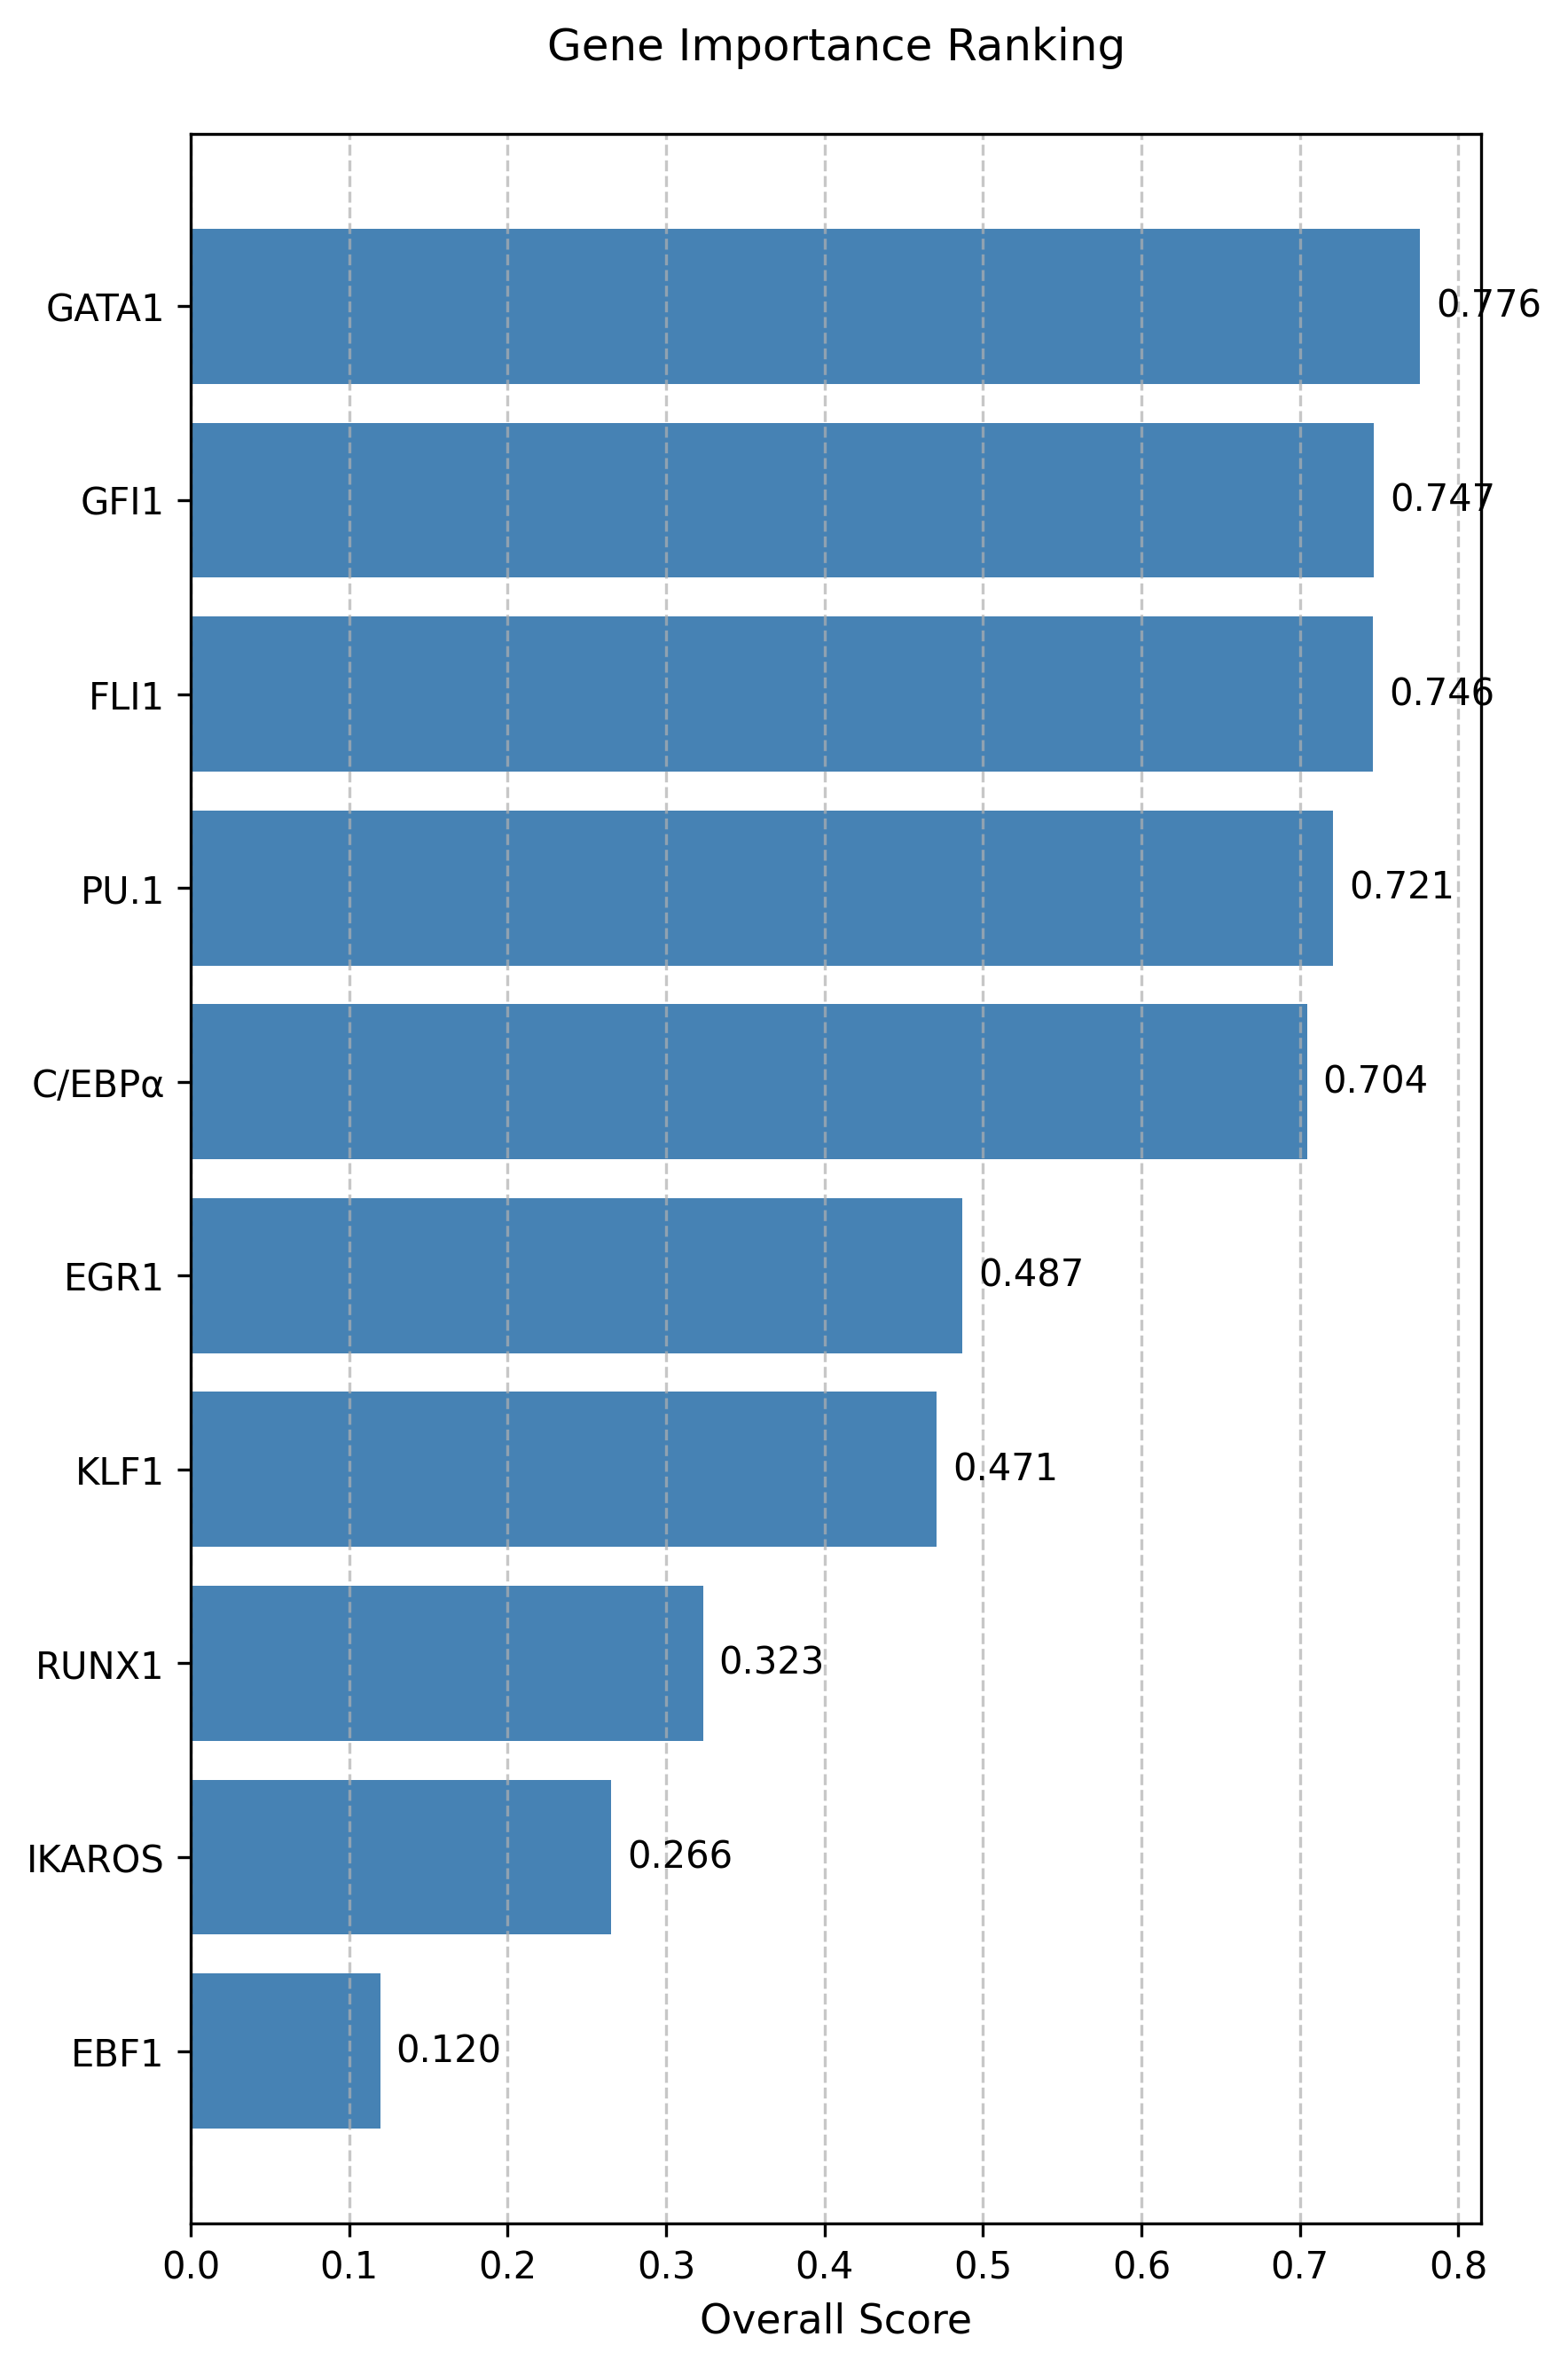 Gene Importance Ranking
GATA1 0.776
GFI1 0.747
FLI1 0.746
PU.1 0.721
C/EBPα 0.704
EGR1 0.487
KLF1 0.471
RUNX1 0.323
IKAROS 0.266
EBF1 0.120
0.0 0.1 0.2 0.3 0.4 0.5 0.6 0.7 0.8
Overall Score